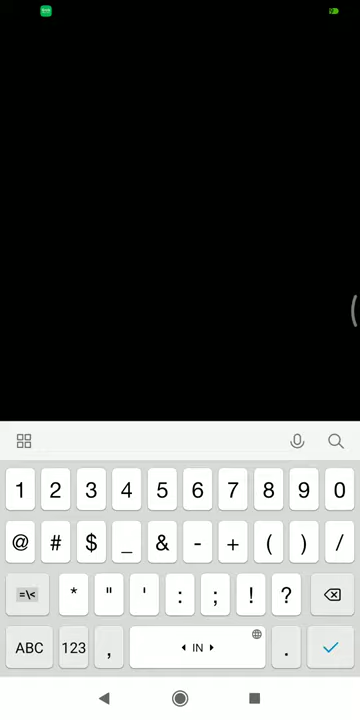 1 2 3 4 5 6 7 8 9 0
@ # $ _ & - + ( ) /
=\< * " ' : ; ! ?
ABC 123 , IN .